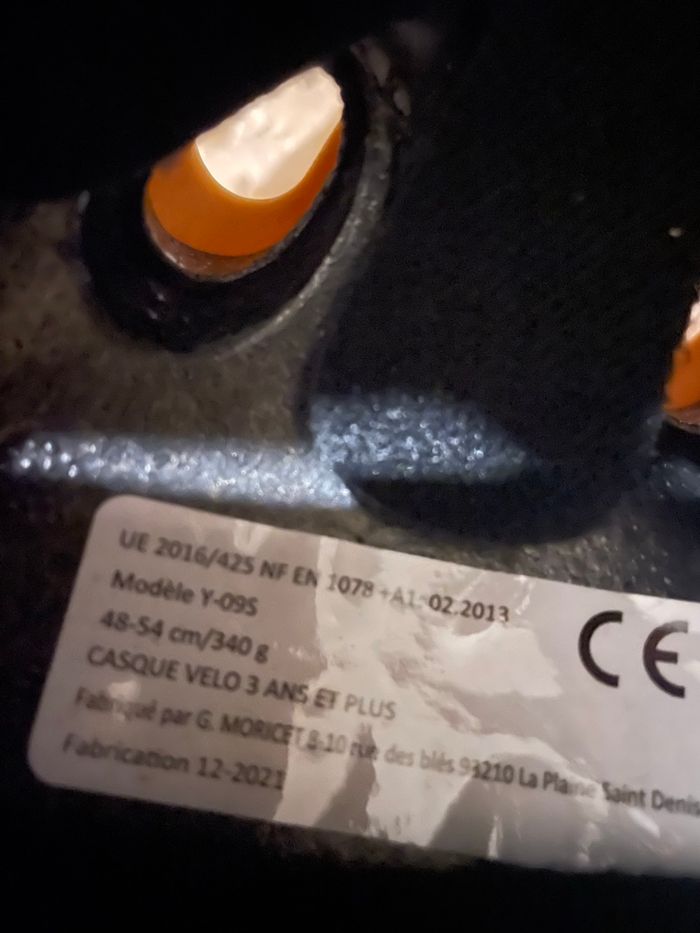 UE 2016/425 NF EN 1078 +A1: 02.2013
Modèle Y-09S
48-54 cm/340 g
CASQUE VELO 3 ANS ET PLUS
Fabriqué par G. MORICET 8-10 rue des blés 93210 La Plaine Saint Denis
Fabrication 12-2021
CE